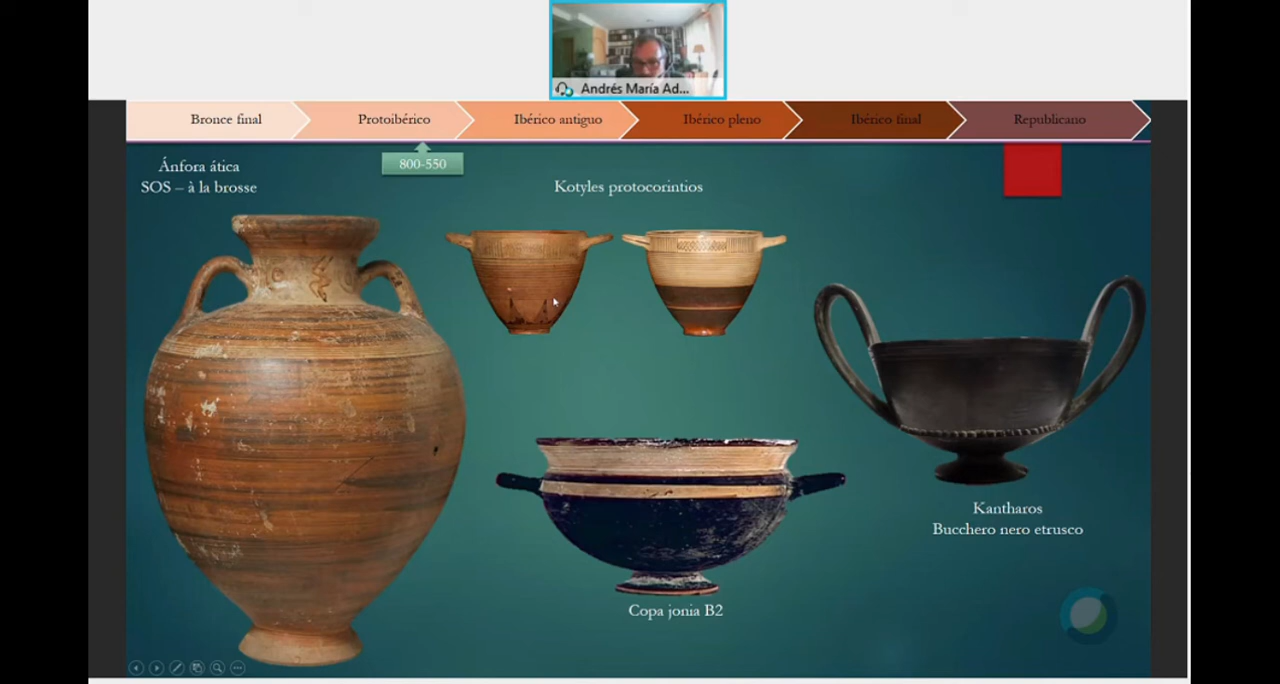 Andrés María Ad...
Bronce final
Protoibérico
Ibérico antiguo
Ibérico pleno
Ibérico final
Republicano
800-550
Ánfora ática
SOS – à la brosse
Kotyles protocorintios
Kantharos
Bucchero nero etrusco
Copa jonia B2